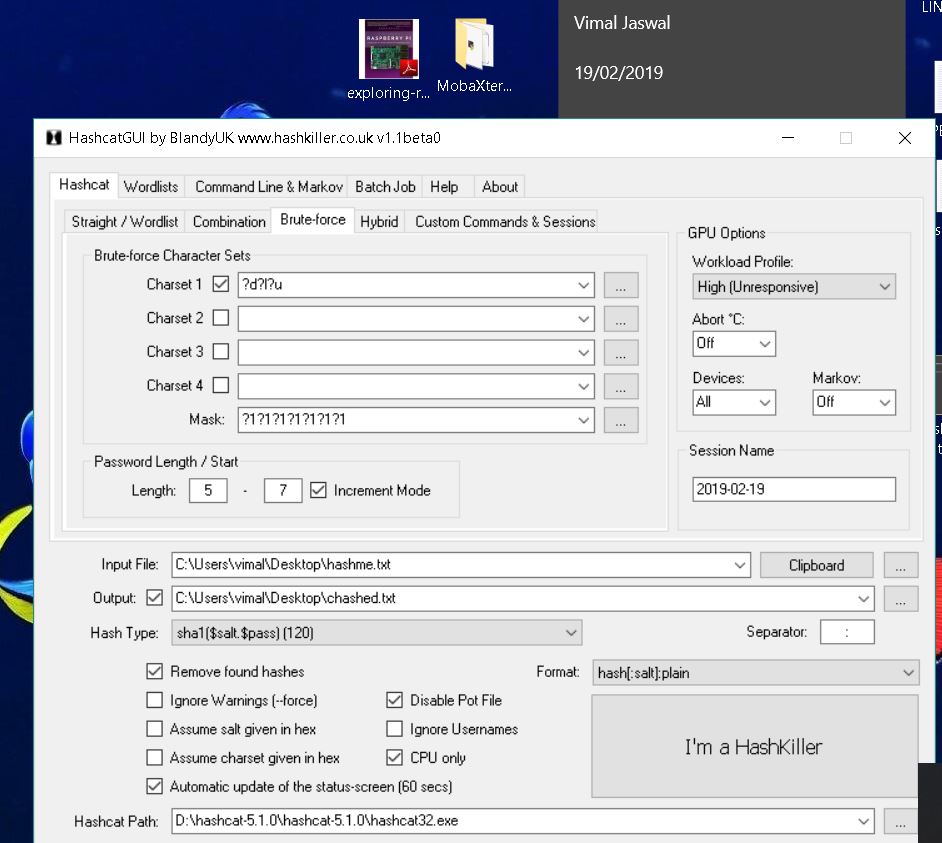 LIN
Vimal Jaswal
19/02/2019
RASPBERRY PI
exploring-r...
MobaXter...
HashcatGUI by BlandyUK www.hashkiller.co.uk v1.1beta0
Hashcat Wordlists Command Line & Markov Batch Job Help About
Straight / Wordlist Combination Brute-force Hybrid Custom Commands & Sessions
Brute-force Character Sets
Charset 1 ?d?l?u ...
Charset 2 ...
Charset 3 ...
Charset 4 ...
Mask: ?1?1?1?1?1?1?1 ...
Password Length / Start
Length: 5 - 7 Increment Mode
GPU Options
Workload Profile:
High (Unresponsive)
Abort °C:
Off
Devices: Markov:
All Off
Session Name
2019-02-19
Input File: C:\Users\vimal\Desktop\hashme.txt Clipboard ...
Output: C:\Users\vimal\Desktop\chashed.txt ...
Hash Type: sha1($salt.$pass) (120) Separator: :
Remove found hashes Format: hash[:salt]:plain
Ignore Warnings (--force) Disable Pot File
Assume salt given in hex Ignore Usernames
Assume charset given in hex CPU only
I'm a HashKiller
Automatic update of the status-screen (60 secs)
Hashcat Path: D:\hashcat-5.1.0\hashcat-5.1.0\hashcat32.exe ...